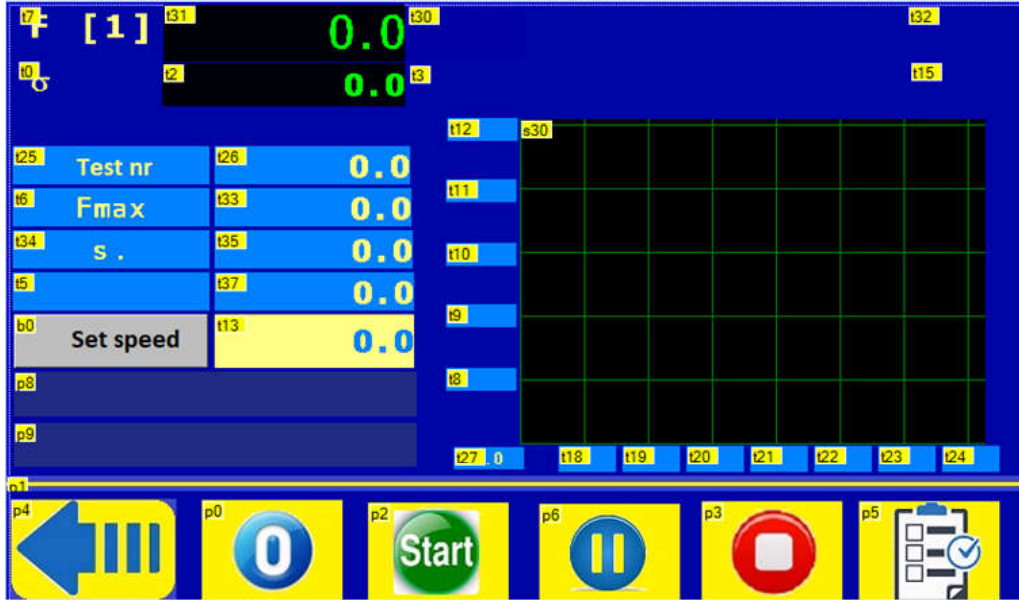 t7 F [1] t31 0.0 t30 t32
t0 σ t2 0.0 t3 t15
t12 s30
t25 Test nr t26 0.0
t6 Fmax t33 0.0 t11
t34 s . t35 0.0 t10
t5 t37 0.0
b0 Set speed t13 0.0 t9
p8 t8
p9
t27 .0 t18 t19 t20 t21 t22 t23 t24
p1
p4 p0 0 p2 Start p6 p3 p5